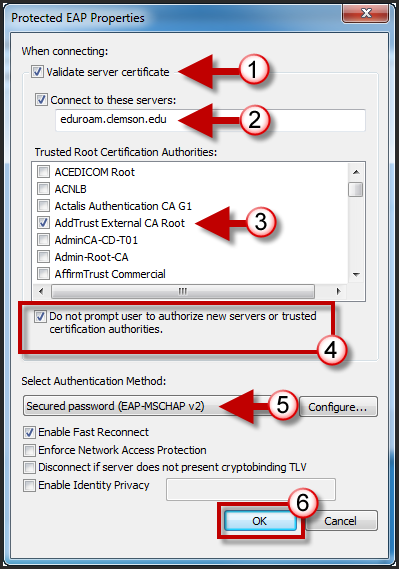 Protected EAP Properties
When connecting:
Validate server certificate
1
Connect to these servers:
eduroam.clemson.edu
2
Trusted Root Certification Authorities:
ACEDICOM Root
ACNLB
Actalis Authentication CA G1
AddTrust External CA Root
3
AdminCA-CD-T01
Admin-Root-CA
AffirmTrust Commercial
Do not prompt user to authorize new servers or trusted
certification authorities.
4
Select Authentication Method:
Secured password (EAP-MSCHAP v2)
5
Configure...
Enable Fast Reconnect
Enforce Network Access Protection
Disconnect if server does not present cryptobinding TLV
Enable Identity Privacy
6
OK
Cancel